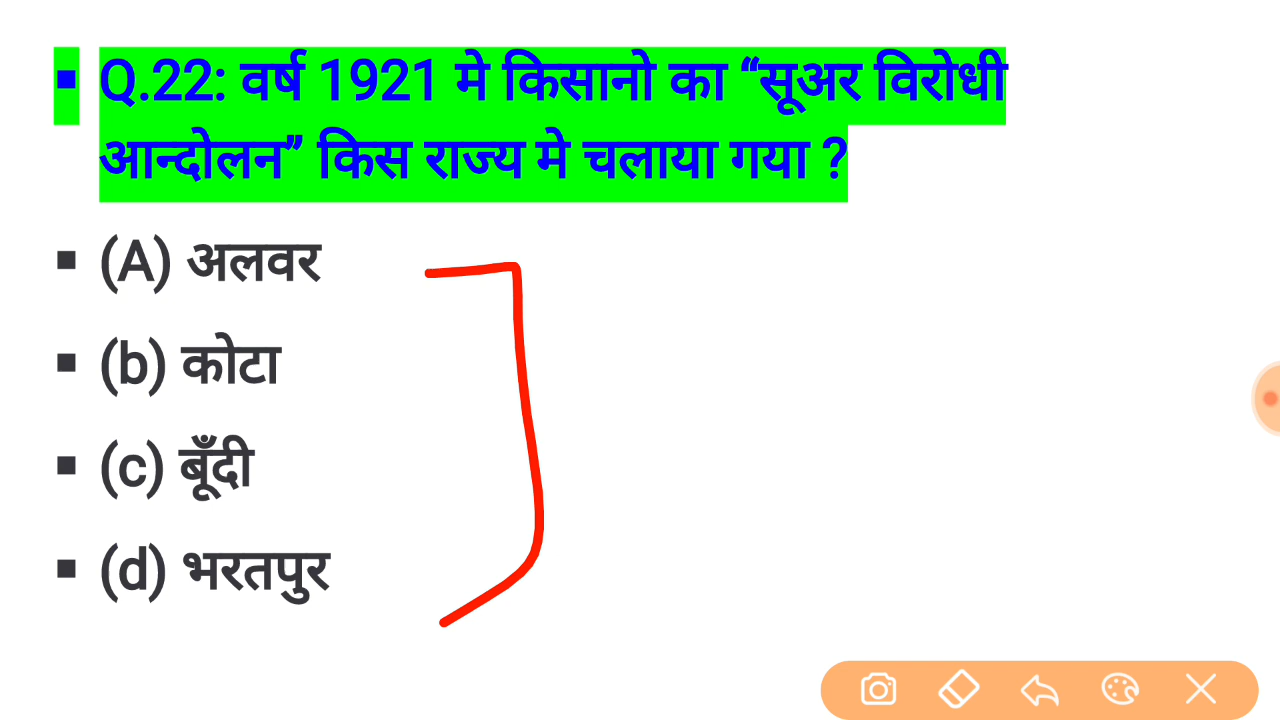 ▪ Q.22: वर्ष 1921 मे किसानो का “सूअर विरोधी
आन्दोलन” किस राज्य मे चलाया गया ?
▪ (A) अलवर
▪ (b) कोटा
▪ (c) बूँदी
▪ (d) भरतपुर